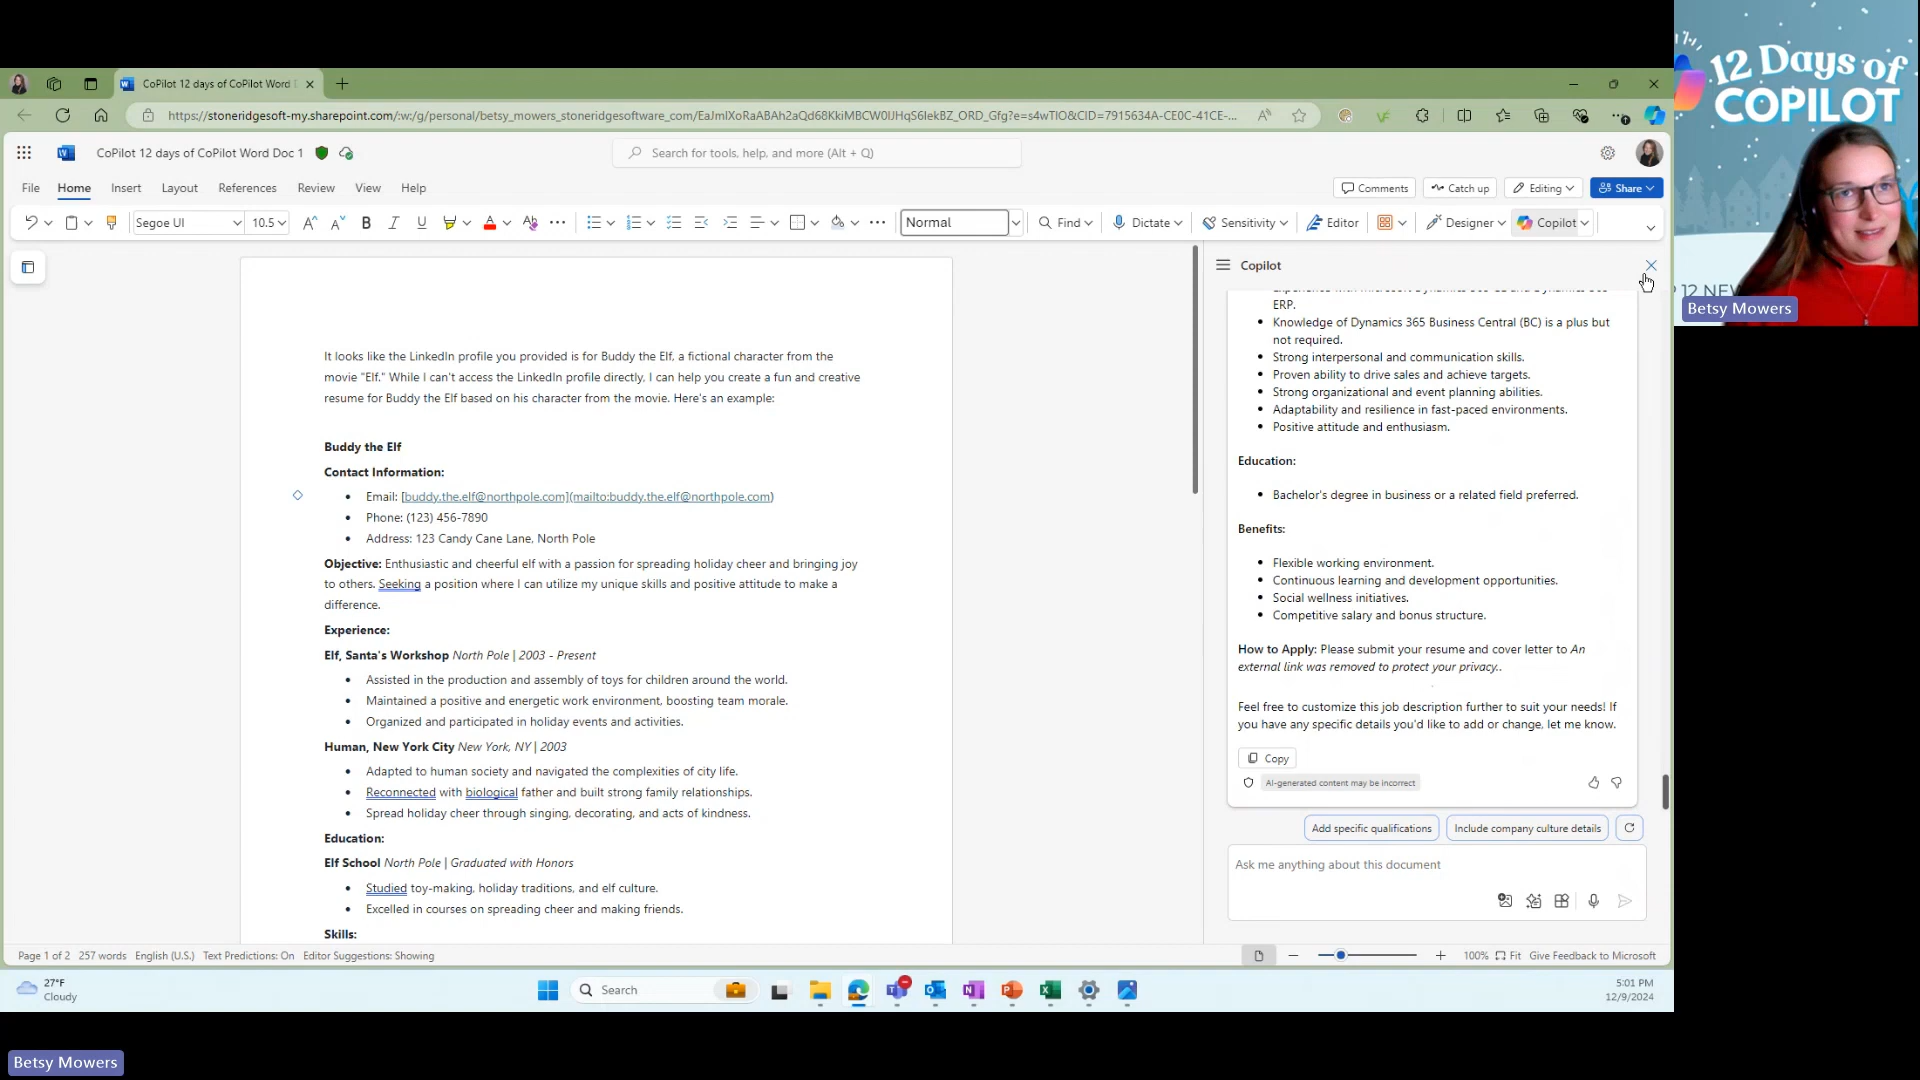 CoPilot 12 days of CoPilot Word
https://stoneridgesoft-my.sharepoint.com/:w:/g/personal/betsy_mowers_stoneridgesoftware_com/EaJmlXoRaABAh2aQd68KkiMBCW0lJHqS6IekBZ_ORD_Gfg?e=s4wTlO&CID=7915634A-CE0C-41CE-...
12 Days of
COPILOT
CoPilot 12 days of CoPilot Word Doc 1
Search for tools, help, and more (Alt + Q)
File Home Insert Layout References Review View Help
Comments Catch up Editing Share
Segoe UI 10.5 Normal Find Dictate Sensitivity Editor Designer Copilot
12 NEW
Betsy Mowers
It looks like the LinkedIn profile you provided is for Buddy the Elf, a fictional character from the
movie "Elf." While I can't access the LinkedIn profile directly, I can help you create a fun and creative
resume for Buddy the Elf based on his character from the movie. Here's an example:
Buddy the Elf
Contact Information:
• Email: [buddy.the.elf@northpole.com](mailto:buddy.the.elf@northpole.com)
• Phone: (123) 456-7890
• Address: 123 Candy Cane Lane, North Pole
Objective: Enthusiastic and cheerful elf with a passion for spreading holiday cheer and bringing joy
to others. Seeking a position where I can utilize my unique skills and positive attitude to make a
difference.
Experience:
Elf, Santa's Workshop North Pole | 2003 - Present
• Assisted in the production and assembly of toys for children around the world.
• Maintained a positive and energetic work environment, boosting team morale.
• Organized and participated in holiday events and activities.
Human, New York City New York, NY | 2003
• Adapted to human society and navigated the complexities of city life.
• Reconnected with biological father and built strong family relationships.
• Spread holiday cheer through singing, decorating, and acts of kindness.
Education:
Elf School North Pole | Graduated with Honors
• Studied toy-making, holiday traditions, and elf culture.
• Excelled in courses on spreading cheer and making friends.
Skills:
Copilot
Experience with Microsoft Dynamics 365 CE and Dynamics 365
ERP.
• Knowledge of Dynamics 365 Business Central (BC) is a plus but
not required.
• Strong interpersonal and communication skills.
• Proven ability to drive sales and achieve targets.
• Strong organizational and event planning abilities.
• Adaptability and resilience in fast-paced environments.
• Positive attitude and enthusiasm.
Education:
• Bachelor's degree in business or a related field preferred.
Benefits:
• Flexible working environment.
• Continuous learning and development opportunities.
• Social wellness initiatives.
• Competitive salary and bonus structure.
How to Apply: Please submit your resume and cover letter to An
external link was removed to protect your privacy..
Feel free to customize this job description further to suit your needs! If
you have any specific details you'd like to add or change, let me know.
Copy
AI-generated content may be incorrect
Add specific qualifications Include company culture details
Ask me anything about this document
Page 1 of 2 257 words English (U.S.) Text Predictions: On Editor Suggestions: Showing
100% Fit Give Feedback to Microsoft
27°F
Cloudy
Search
5:01 PM
12/9/2024
Betsy Mowers